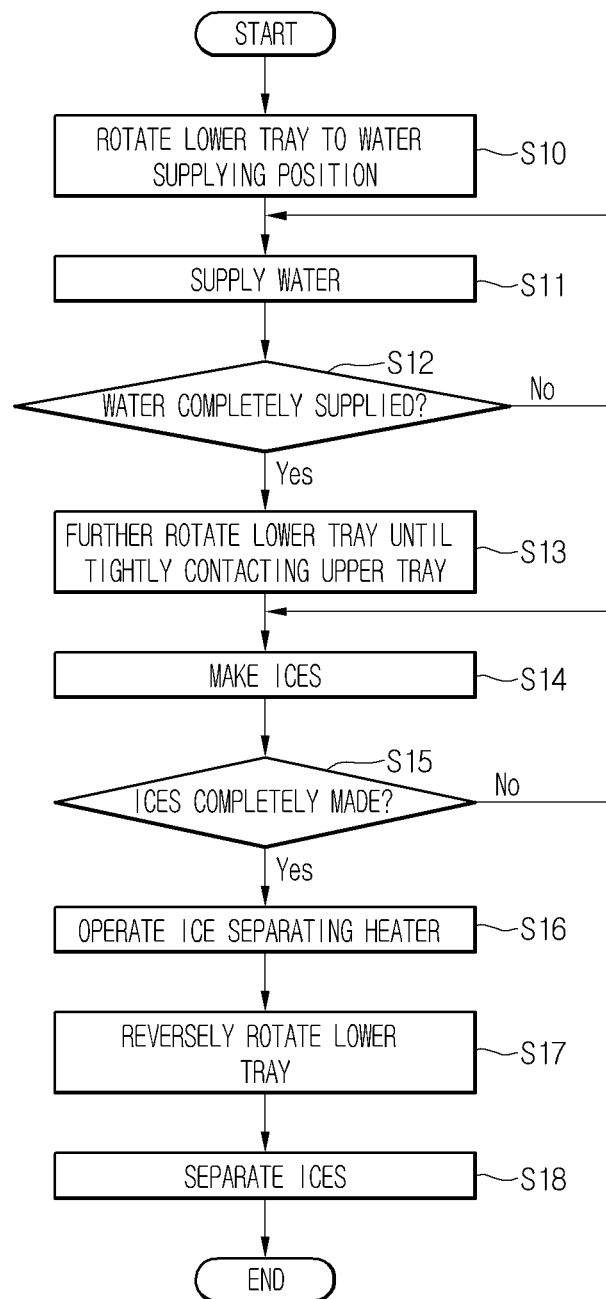 START
ROTATE LOWER TRAY TO WATER
SUPPLYING POSITION
S10
SUPPLY WATER
S11
S12
WATER COMPLETELY SUPPLIED?
No
Yes
FURTHER ROTATE LOWER TRAY UNTIL
TIGHTLY CONTACTING UPPER TRAY
S13
MAKE ICES
S14
S15
ICES COMPLETELY MADE?
No
Yes
OPERATE ICE SEPARATING HEATER
S16
REVERSELY ROTATE LOWER
TRAY
S17
SEPARATE ICES
S18
END